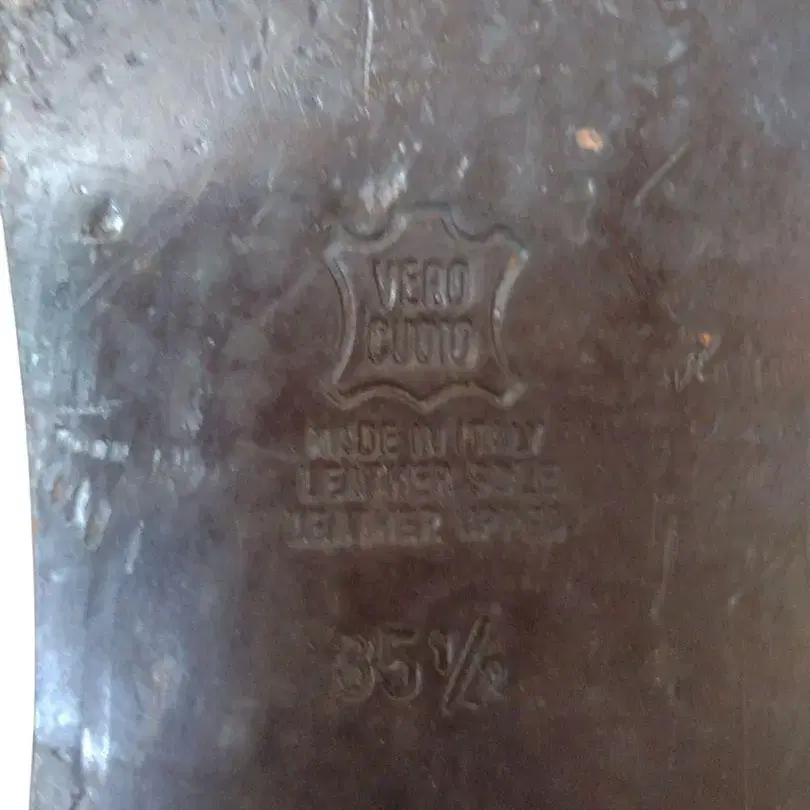 VERO
CUOIO
MADE IN ITALY
LEATHER SOLE
LEATHER UPPER
35 1/2